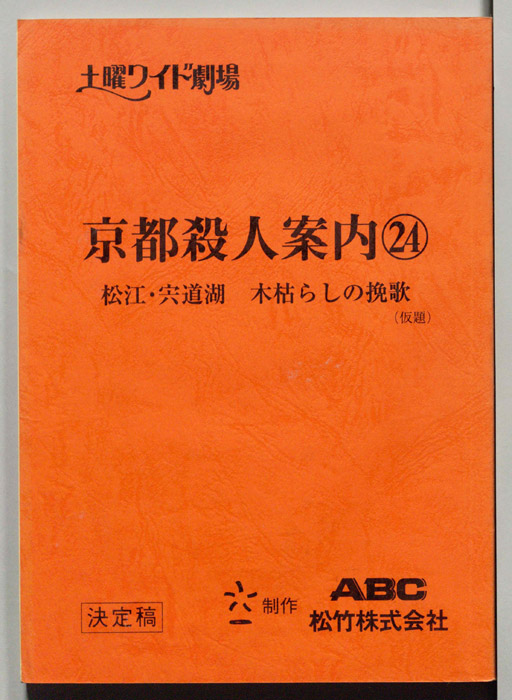 土曜ワイド劇場
京都殺人案内㉔
松江・宍道湖　木枯らしの挽歌
(仮題)
決定稿
制作
ABC
松竹株式会社